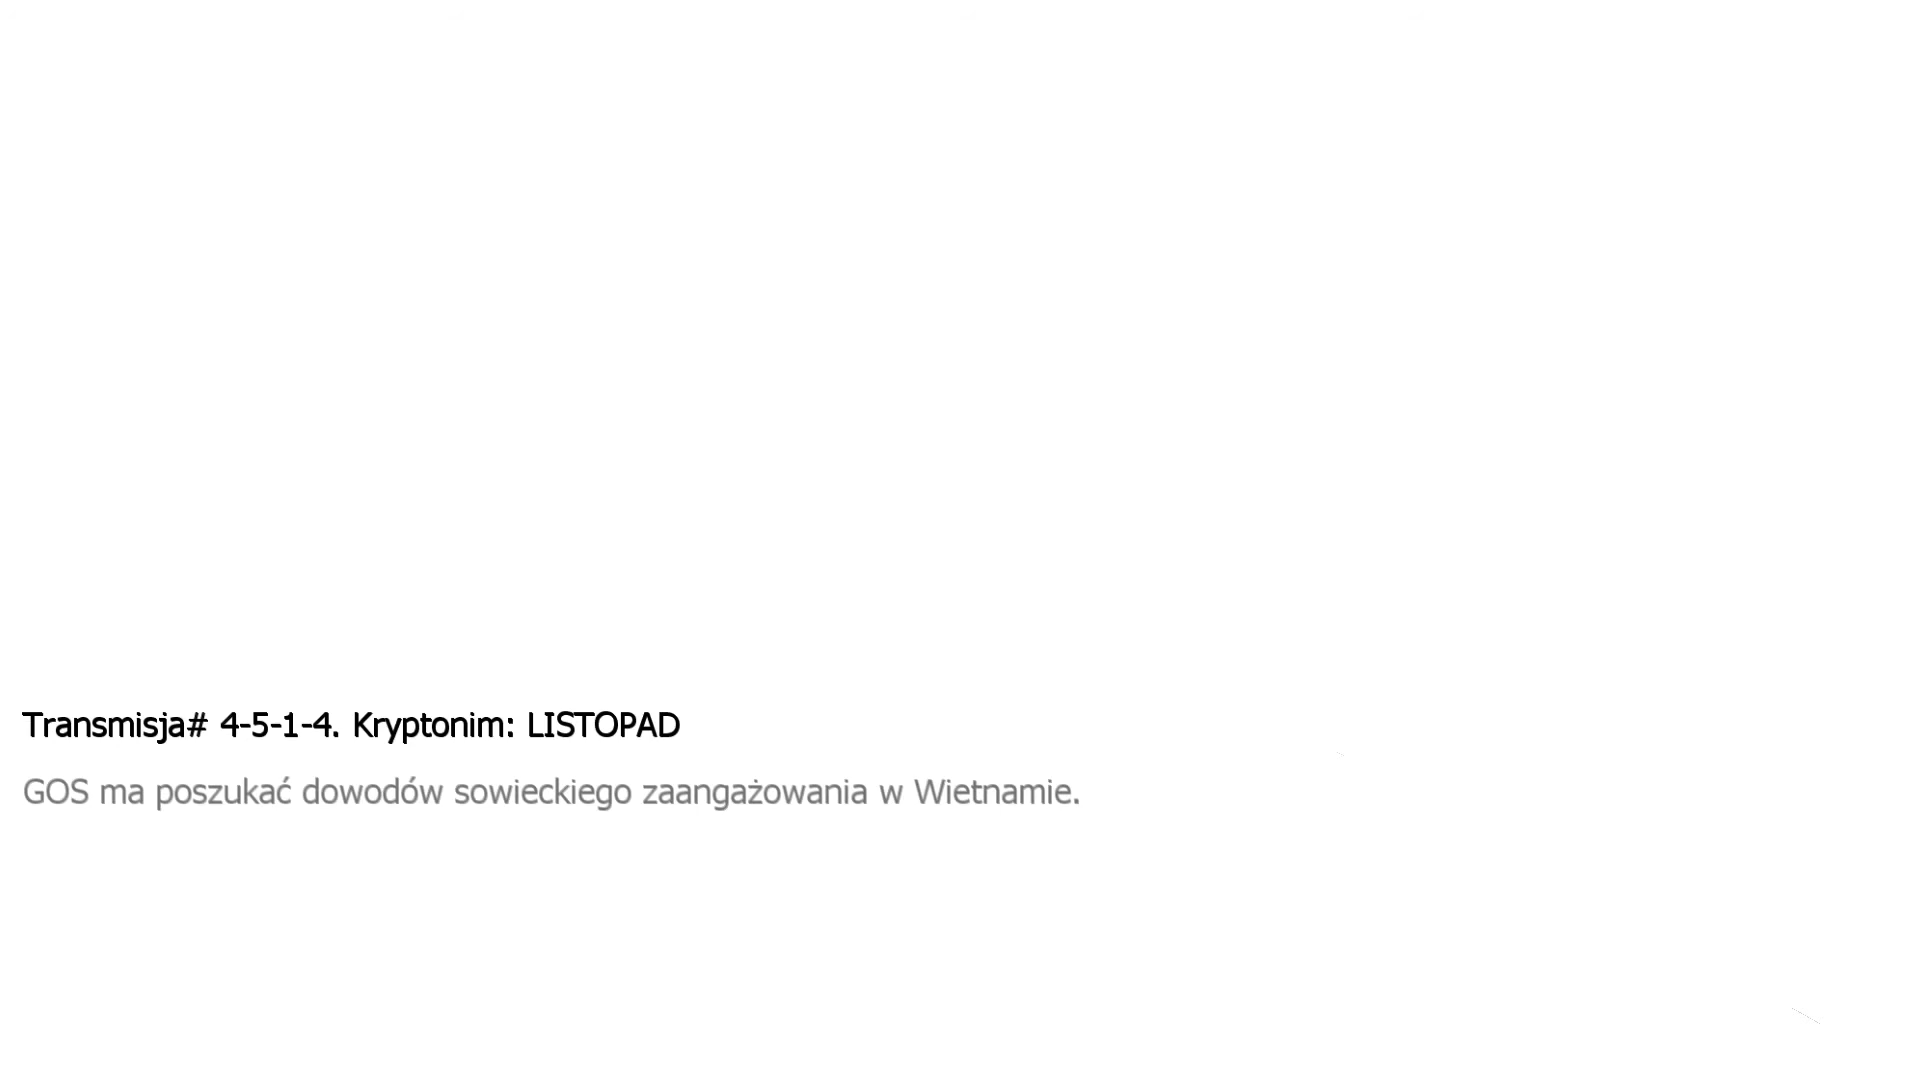 Transmisja# 4-5-1-4. Kryptonim: LISTOPAD
GOS ma poszukać dowodów sowieckiego zaangażowania w Wietnamie.